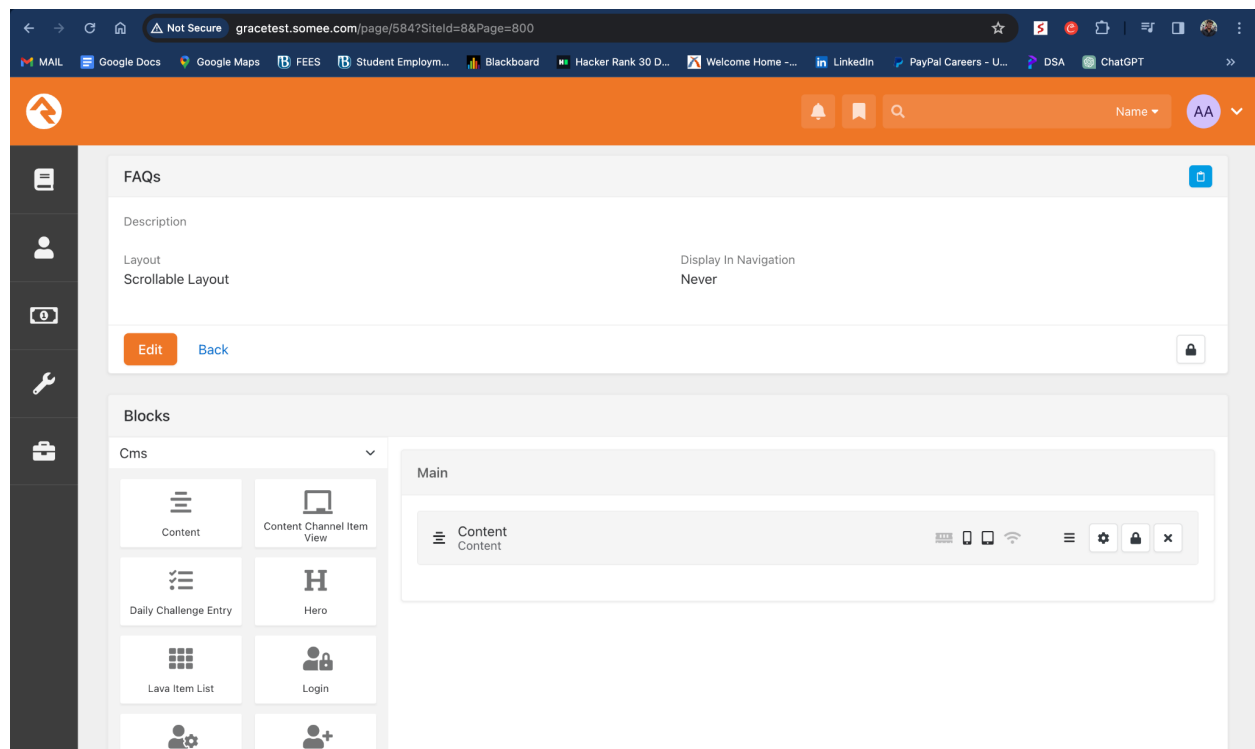 Not Secure gracetest.somee.com/page/584?SiteId=8&Page=800
MAIL Google Docs Google Maps FEES Student Employm... Blackboard Hacker Rank 30 D... Welcome Home -... LinkedIn PayPal Careers - U... DSA ChatGPT »
Name AA
FAQs
Description
Layout Display In Navigation
Scrollable Layout Never
Edit Back
Blocks
Cms
Main
Content
Content Channel Item
View
Content
Content
Daily Challenge Entry
H
Hero
Lava Item List
Login